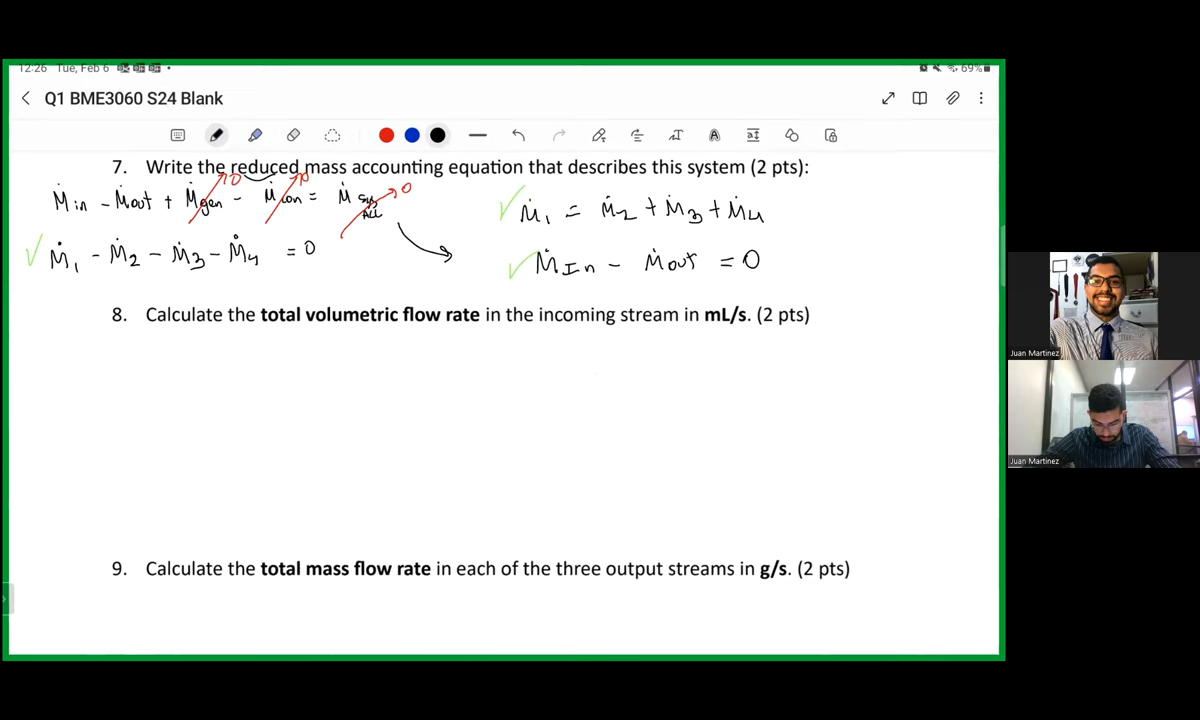 12:26 Tue, Feb 6
69%
Q1 BME3060 S24 Blank
7. Write the reduced mass accounting equation that describes this system (2 pts):
ṁin - ṁout + ṁgen - ṁcon = ṁ sys ALL
0 0 0
ṁ1 = ṁ2 + ṁ3 + ṁ4
ṁ1 - ṁ2 - ṁ3 - ṁ4 = 0
ṁIn - ṁout = 0
8. Calculate the total volumetric flow rate in the incoming stream in mL/s. (2 pts)
9. Calculate the total mass flow rate in each of the three output streams in g/s. (2 pts)
Juan Martinez
Juan Martinez